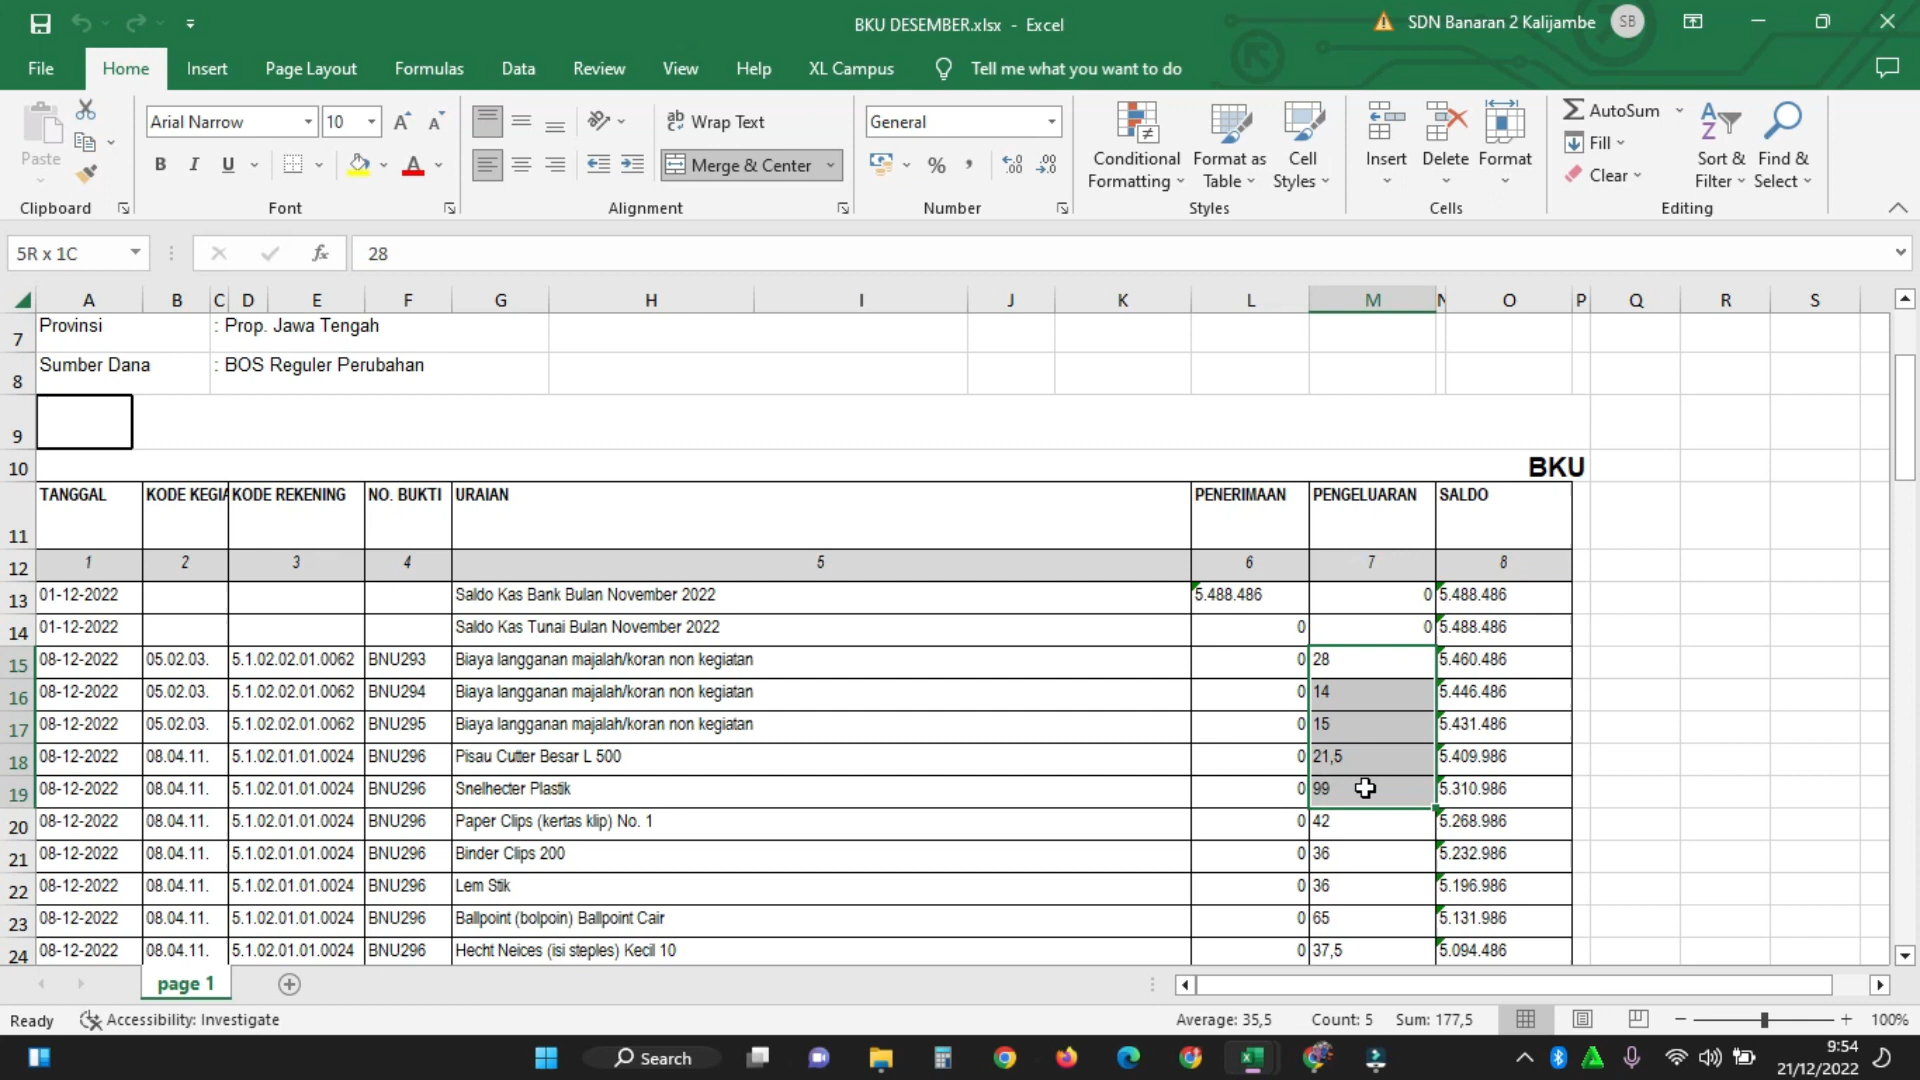 BKU DESEMBER.xlsx - Excel
SDN Banaran 2 Kalijambe SB
File Home Insert Page Layout Formulas Data Review View Help XL Campus Tell me what you want to do
Paste
Clipboard
Arial Narrow 10
B I U A
Font
Wrap Text
Merge & Center
Alignment
General
%
Number
Conditional Formatting
Format as Table
Cell Styles
Styles
Insert
Delete
Format
Cells
AutoSum
Fill
Clear
Sort & Filter
Find & Select
Editing
5R x 1C fx 28
A B C D E F G H I J K L M N O P Q R S
7 Provinsi : Prop. Jawa Tengah
8 Sumber Dana : BOS Reguler Perubahan
9
10 BKU
11 TANGGAL KODE KEGIA KODE REKENING NO. BUKTI URAIAN PENERIMAAN PENGELUARAN SALDO
12 1 2 3 4 5 6 7 8
13 01-12-2022 Saldo Kas Bank Bulan November 2022 5.488.486 0 5.488.486
14 01-12-2022 Saldo Kas Tunai Bulan November 2022 0 0 5.488.486
15 08-12-2022 05.02.03. 5.1.02.02.01.0062 BNU293 Biaya langganan majalah/koran non kegiatan 0 28 5.460.486
16 08-12-2022 05.02.03. 5.1.02.02.01.0062 BNU294 Biaya langganan majalah/koran non kegiatan 0 14 5.446.486
17 08-12-2022 05.02.03. 5.1.02.02.01.0062 BNU295 Biaya langganan majalah/koran non kegiatan 0 15 5.431.486
18 08-12-2022 08.04.11. 5.1.02.01.01.0024 BNU296 Pisau Cutter Besar L 500 0 21,5 5.409.986
19 08-12-2022 08.04.11. 5.1.02.01.01.0024 BNU296 Snelhecter Plastik 0 99 5.310.986
20 08-12-2022 08.04.11. 5.1.02.01.01.0024 BNU296 Paper Clips (kertas klip) No. 1 0 42 5.268.986
21 08-12-2022 08.04.11. 5.1.02.01.01.0024 BNU296 Binder Clips 200 0 36 5.232.986
22 08-12-2022 08.04.11. 5.1.02.01.01.0024 BNU296 Lem Stik 0 36 5.196.986
23 08-12-2022 08.04.11. 5.1.02.01.01.0024 BNU296 Ballpoint (bolpoin) Ballpoint Cair 0 65 5.131.986
24 08-12-2022 08.04.11. 5.1.02.01.01.0024 BNU296 Hecht Neices (isi steples) Kecil 10 0 37,5 5.094.486
page 1
Ready Accessibility: Investigate Average: 35,5 Count: 5 Sum: 177,5 100%
Search 9:54
21/12/2022